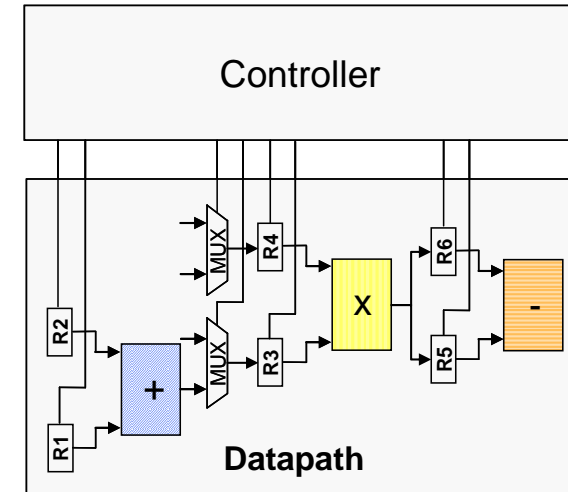 Controller
MUX
R4
R6
R2
MUX
R3
X
R5
-
+
R1
Datapath